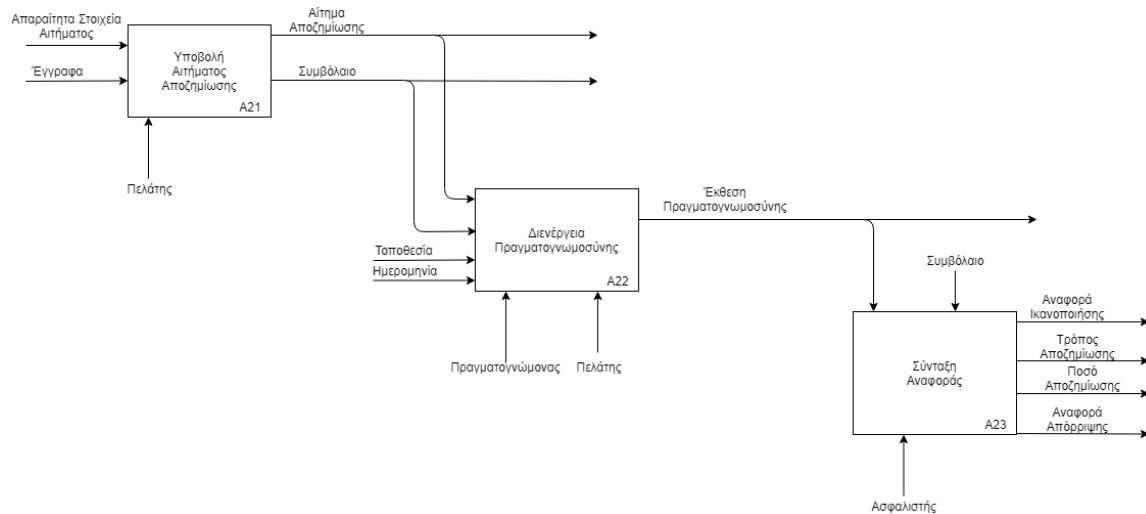 Απαραίτητα Στοιχεία
Αιτήματος
Έγγραφα
Υποβολή
Αιτήματος
Αποζημίωσης
A21
Αίτημα
Αποζημίωσης
Συμβόλαιο
Πελάτης
Τοποθεσία
Ημερομηνία
Διενέργεια
Πραγματογνωμοσύνης
A22
Έκθεση
Πραγματογνωμοσύνης
Πραγματογνώμονας
Πελάτης
Συμβόλαιο
Σύνταξη
Αναφοράς
A23
Αναφορά
Ικανοποιήσης
Τρόπος
Αποζημίωσης
Ποσό
Αποζημίωσης
Αναφορά
Απόρριψης
Ασφαλιστής